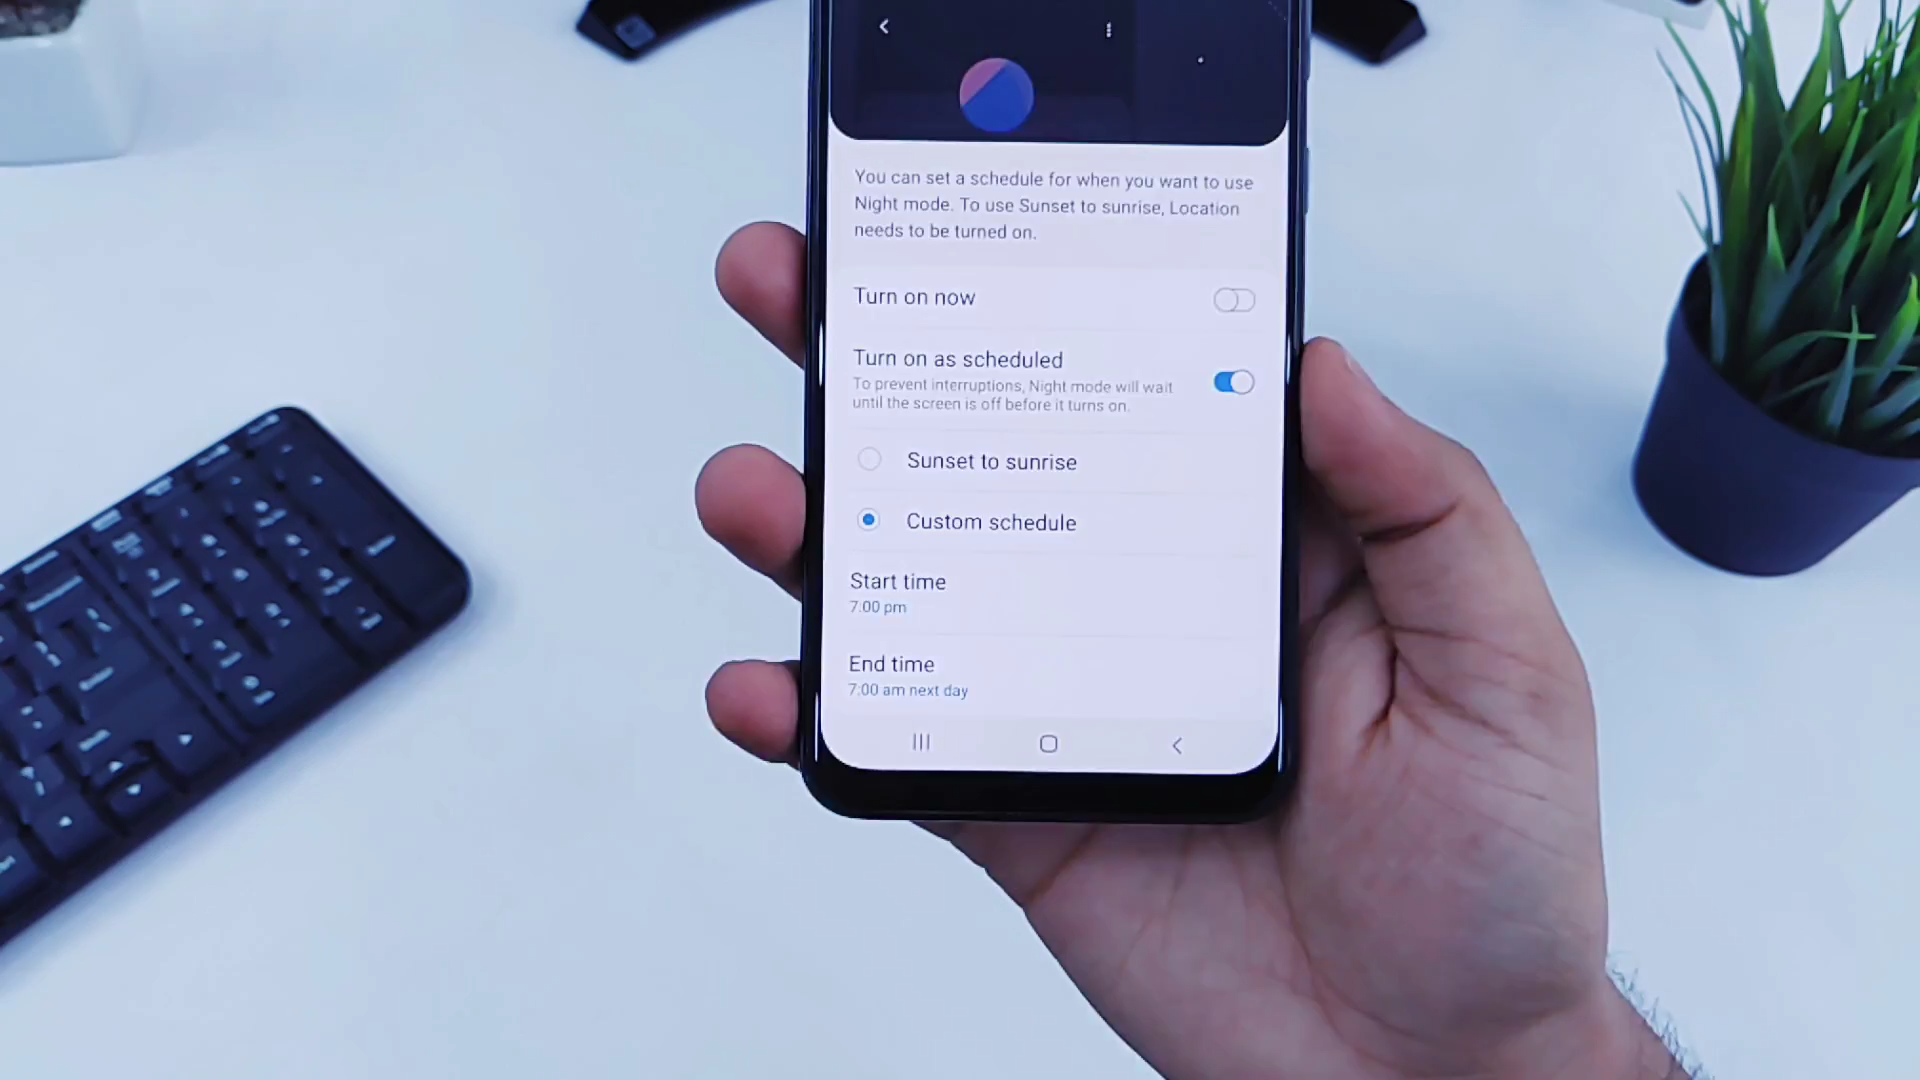 You can set a schedule for when you want to use
Night mode. To use Sunset to sunrise, Location
needs to be turned on.
Turn on now
Turn on as scheduled
To prevent interruptions, Night mode will wait
until the screen is off before it turns on.
Sunset to sunrise
Custom schedule
Start time
7:00 pm
End time
7:00 am next day